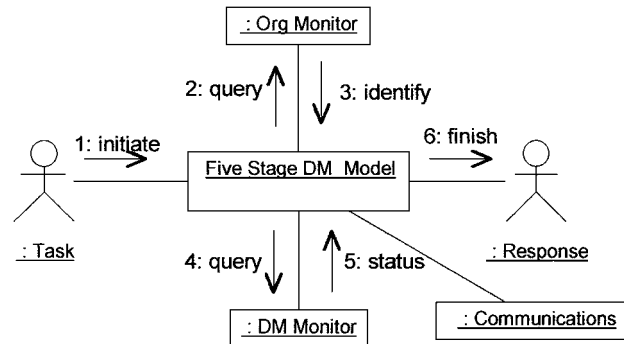 : Org Monitor
2: query
3: identify
1: initiate
6: finish
Five Stage DM Model
: Task
: Response
4: query
5: status
: DM Monitor
: Communications